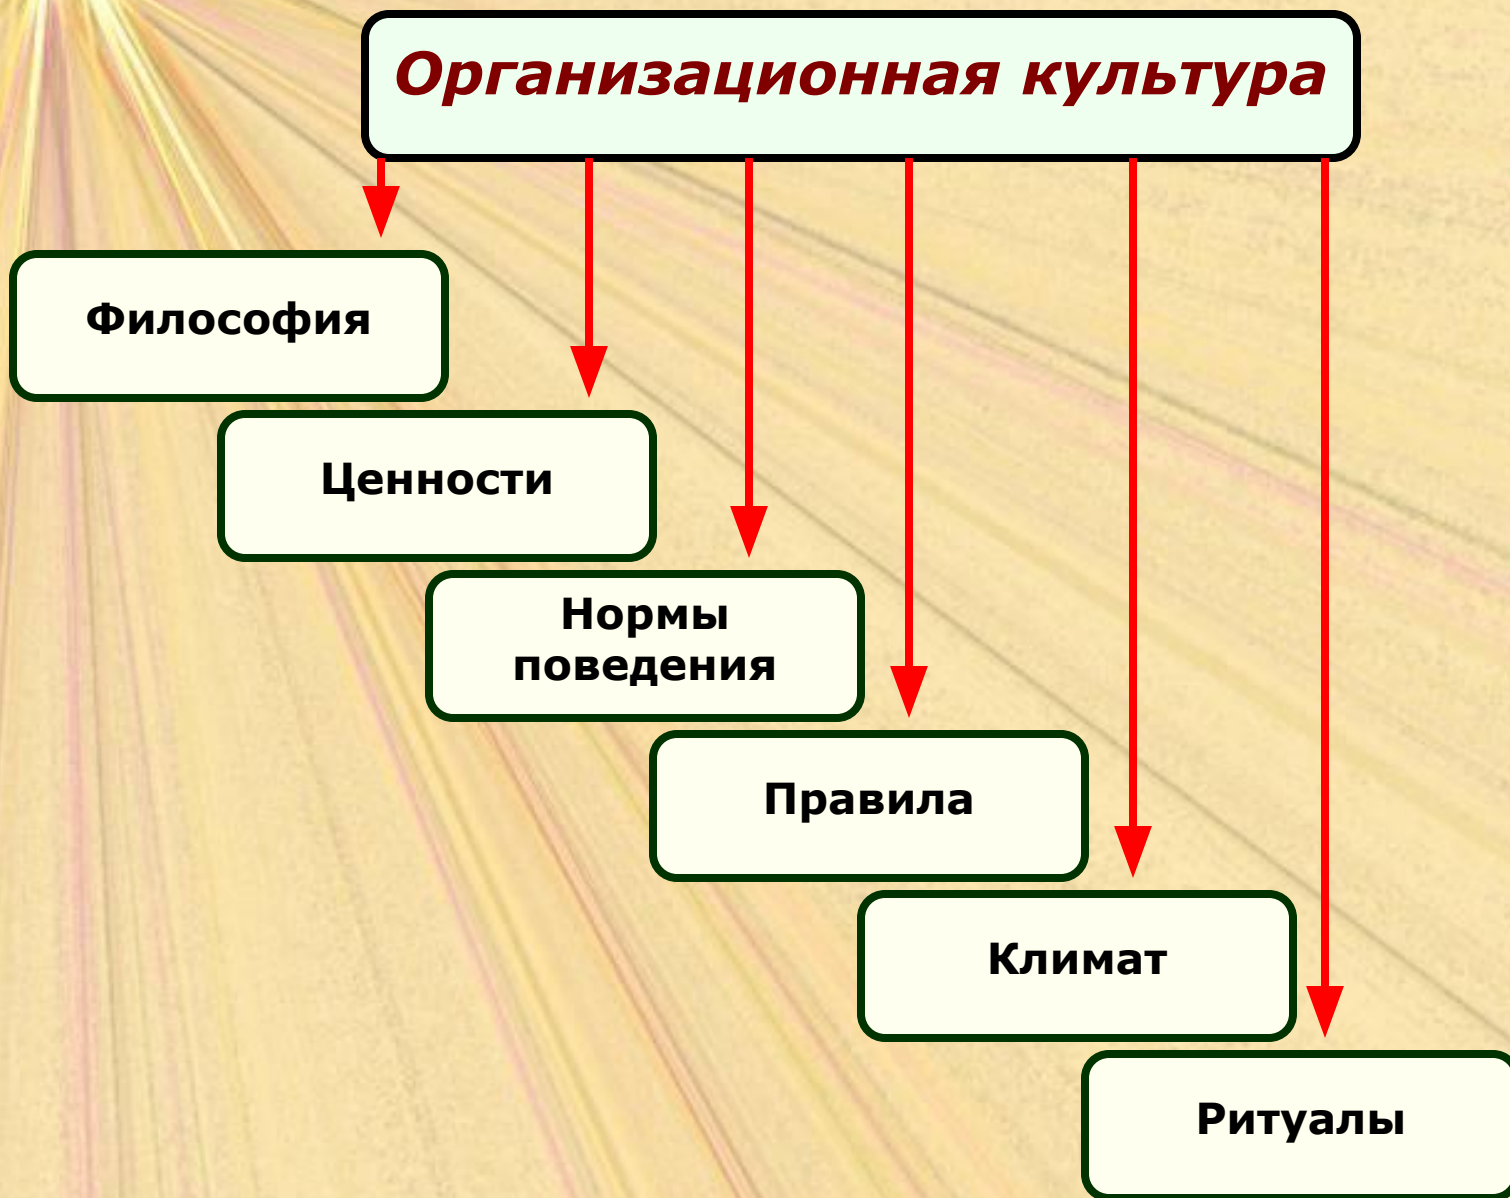 Организационная культура
Философия
Ценности
Нормы
поведения
Правила
Климат
Ритуалы